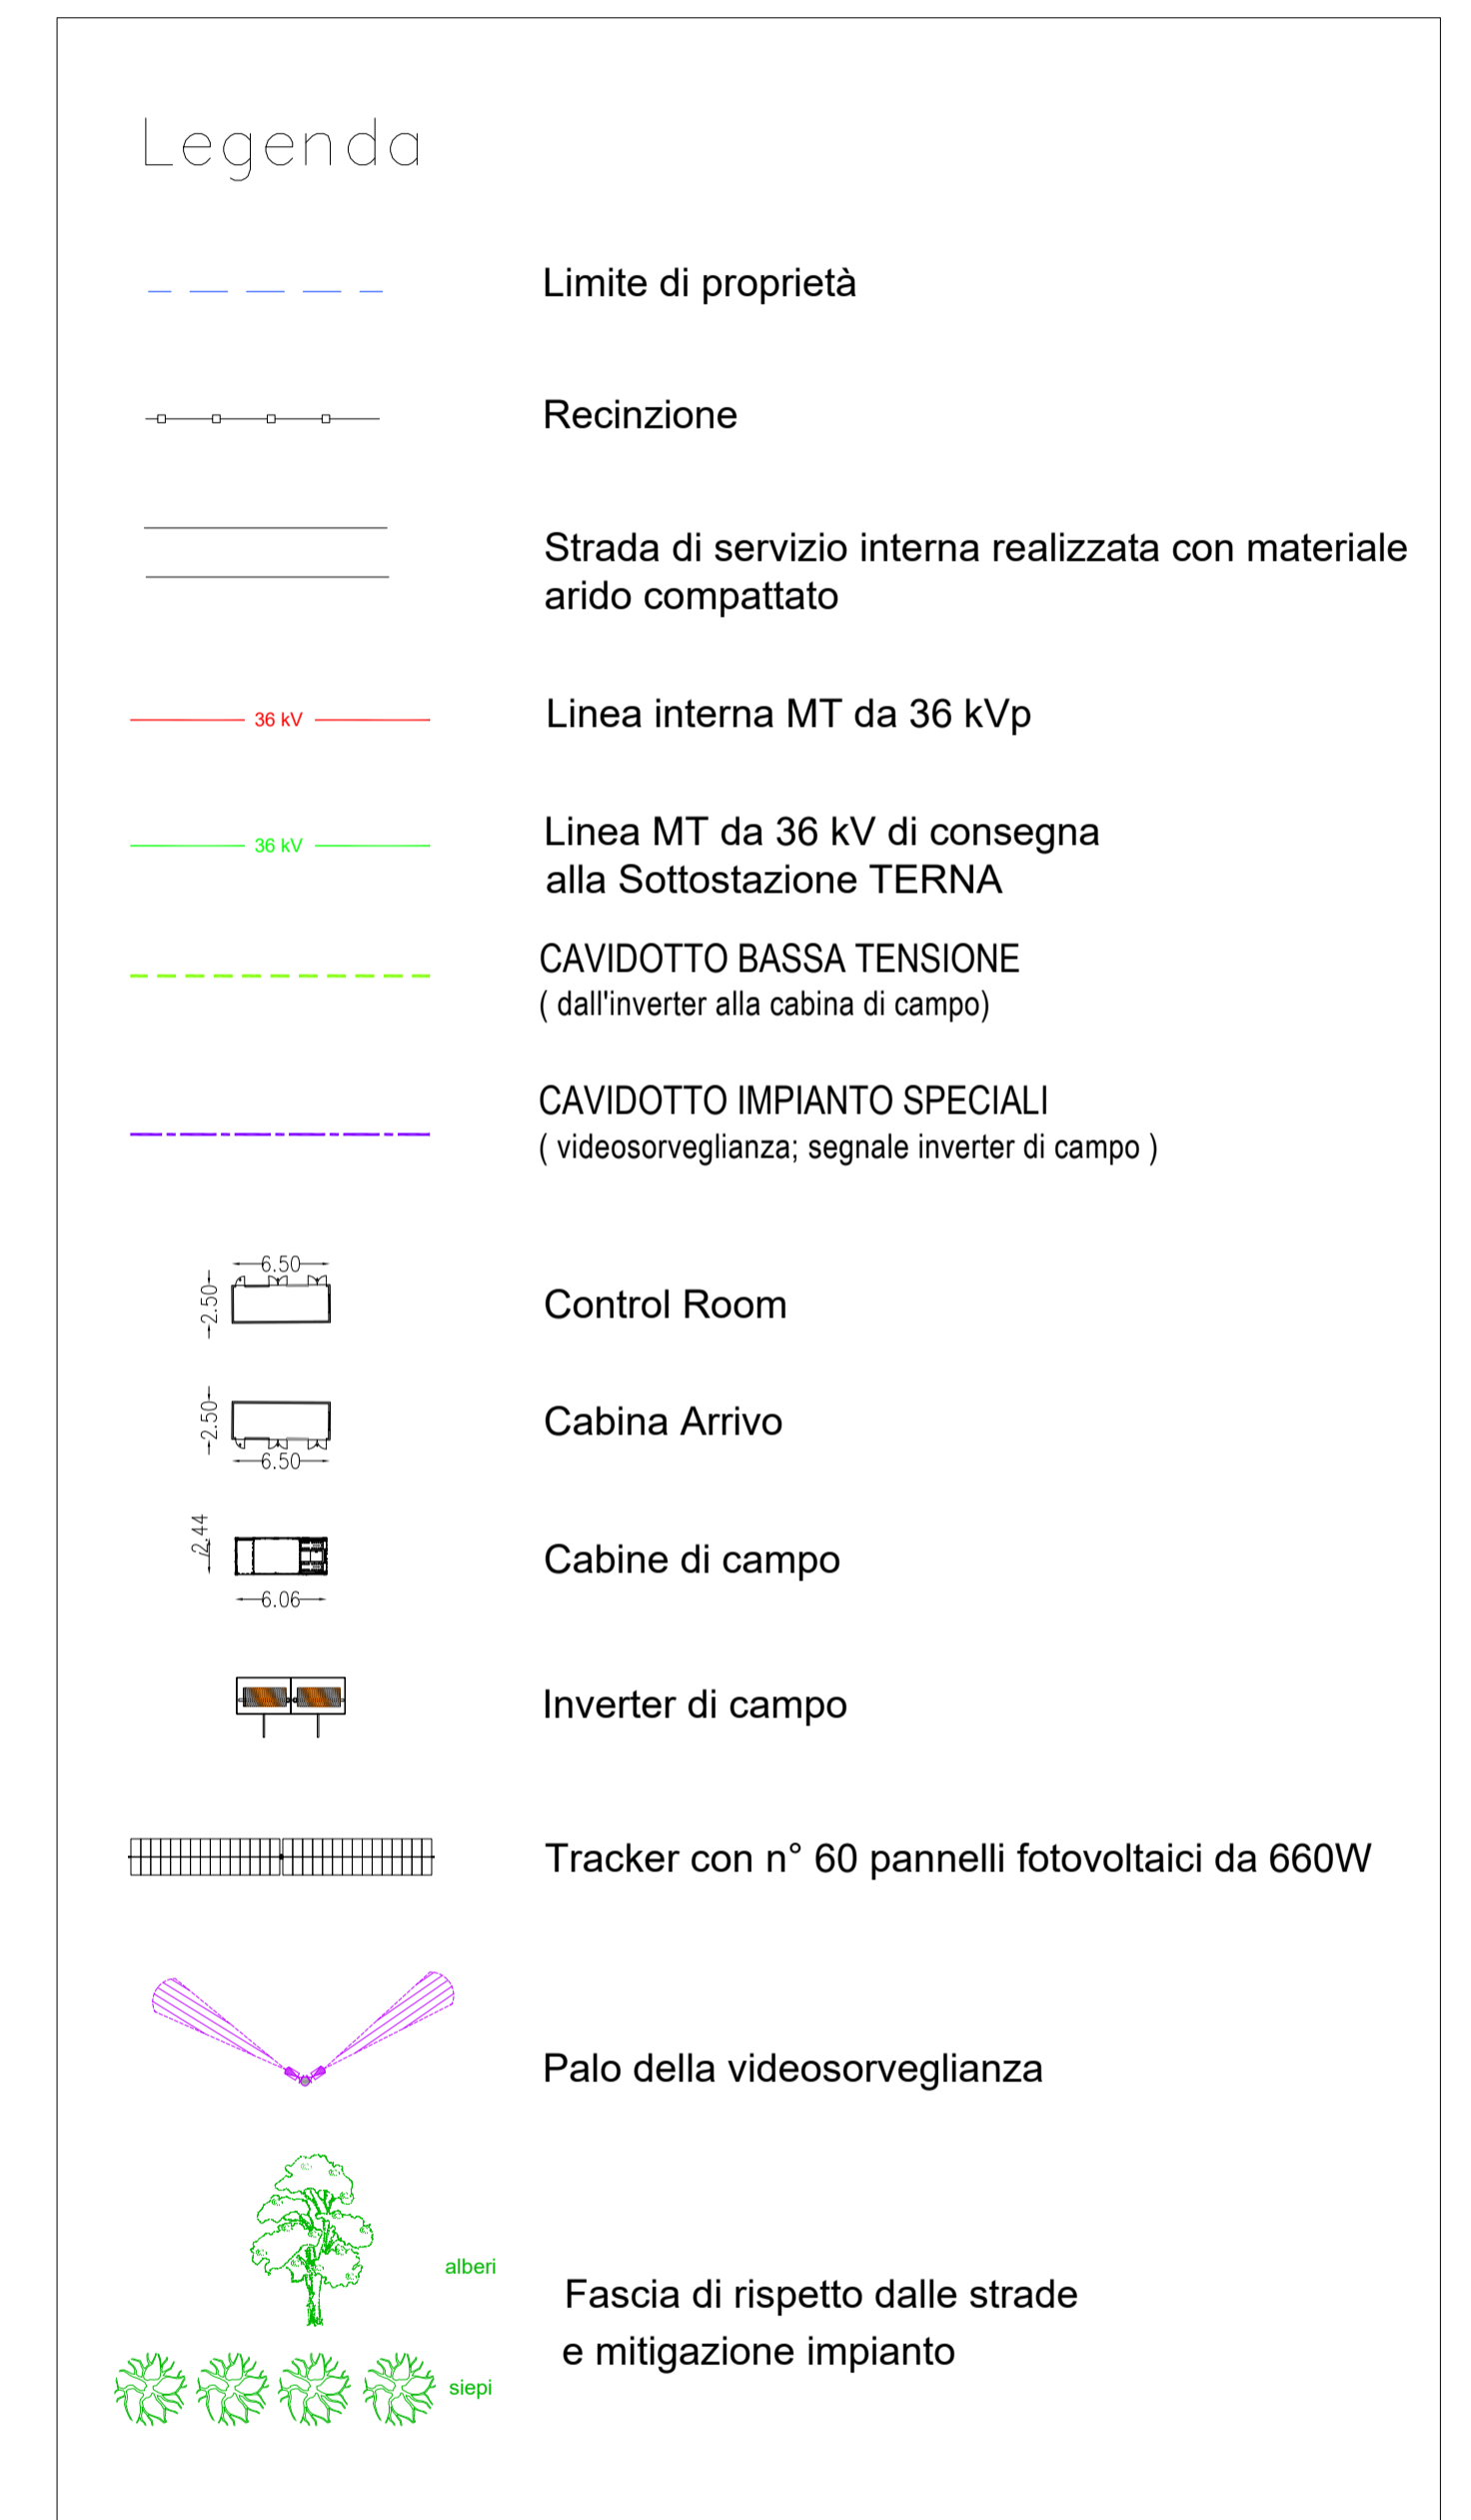 Legenda
Limite di proprietà
Recinzione
Strada di servizio interna realizzata con materiale
arido compattato
36 kV
Linea interna MT da 36 kVp
36 kV
Linea MT da 36 kV di consegna
alla Sottostazione TERNA
CAVIDOTTO BASSA TENSIONE
( dall'inverter alla cabina di campo)
CAVIDOTTO IMPIANTO SPECIALI
( videosorveglianza; segnale inverter di campo )
6.50
2.50
Control Room
2.50
6.50
Cabina Arrivo
2.44
6.06
Cabine di campo
Inverter di campo
Tracker con n° 60 pannelli fotovoltaici da 660W
Palo della videosorveglianza
alberi
Fascia di rispetto dalle strade
e mitigazione impianto
siepi